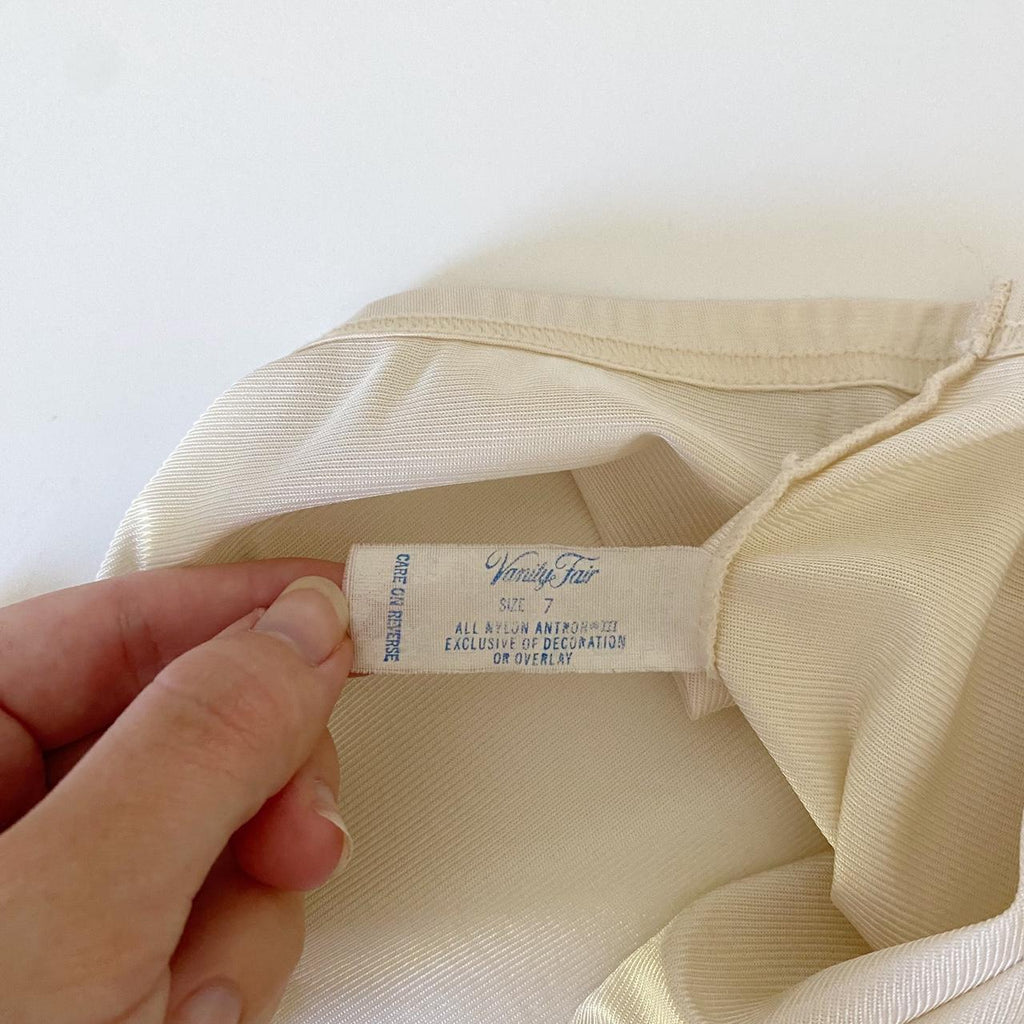 Vanity Fair
SIZE 7
ALL NYLON ANTRON® III
EXCLUSIVE OF DECORATION
OR OVERLAY
CARE ON REVERSE